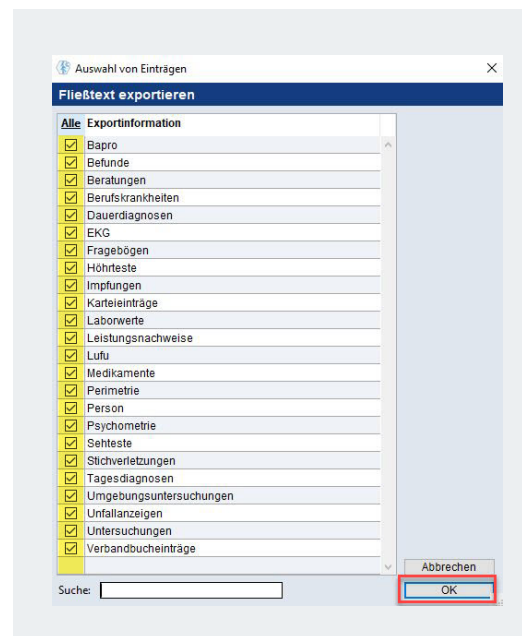 Auswahl von Einträgen
Fließtext exportieren
Alle Exportinformation
Bapro
Befunde
Beratungen
Berufskrankheiten
Dauerdiagnosen
EKG
Fragebögen
Höhrteste
Impfungen
Karteieinträge
Laborwerte
Leistungsnachweise
Lufu
Medikamente
Perimetrie
Person
Psychometrie
Sehteste
Stichverletzungen
Tagesdiagnosen
Umgebungsuntersuchungen
Unfallanzeigen
Untersuchungen
Verbandbucheinträge
Abbrechen
Suche:
OK